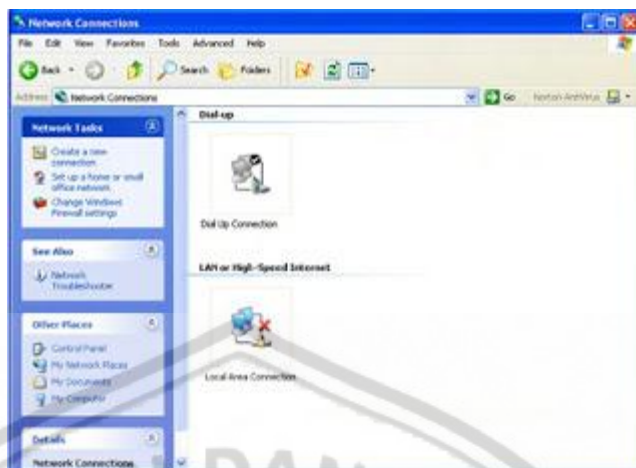 Network Connections
File Edit View Favorites Tools Advanced Help
Back Search Folders
Address Network Connections Go Norton AntiVirus
Network Tasks
Create a new
connection
Set up a home or small
office network
Change Windows
Firewall settings
See Also
Network
Troubleshooter
Other Places
Control Panel
My Network Places
My Documents
My Computer
Details
Network Connections
Dial-up
Dial Up Connection
LAN or High-Speed Internet
Local Area Connection